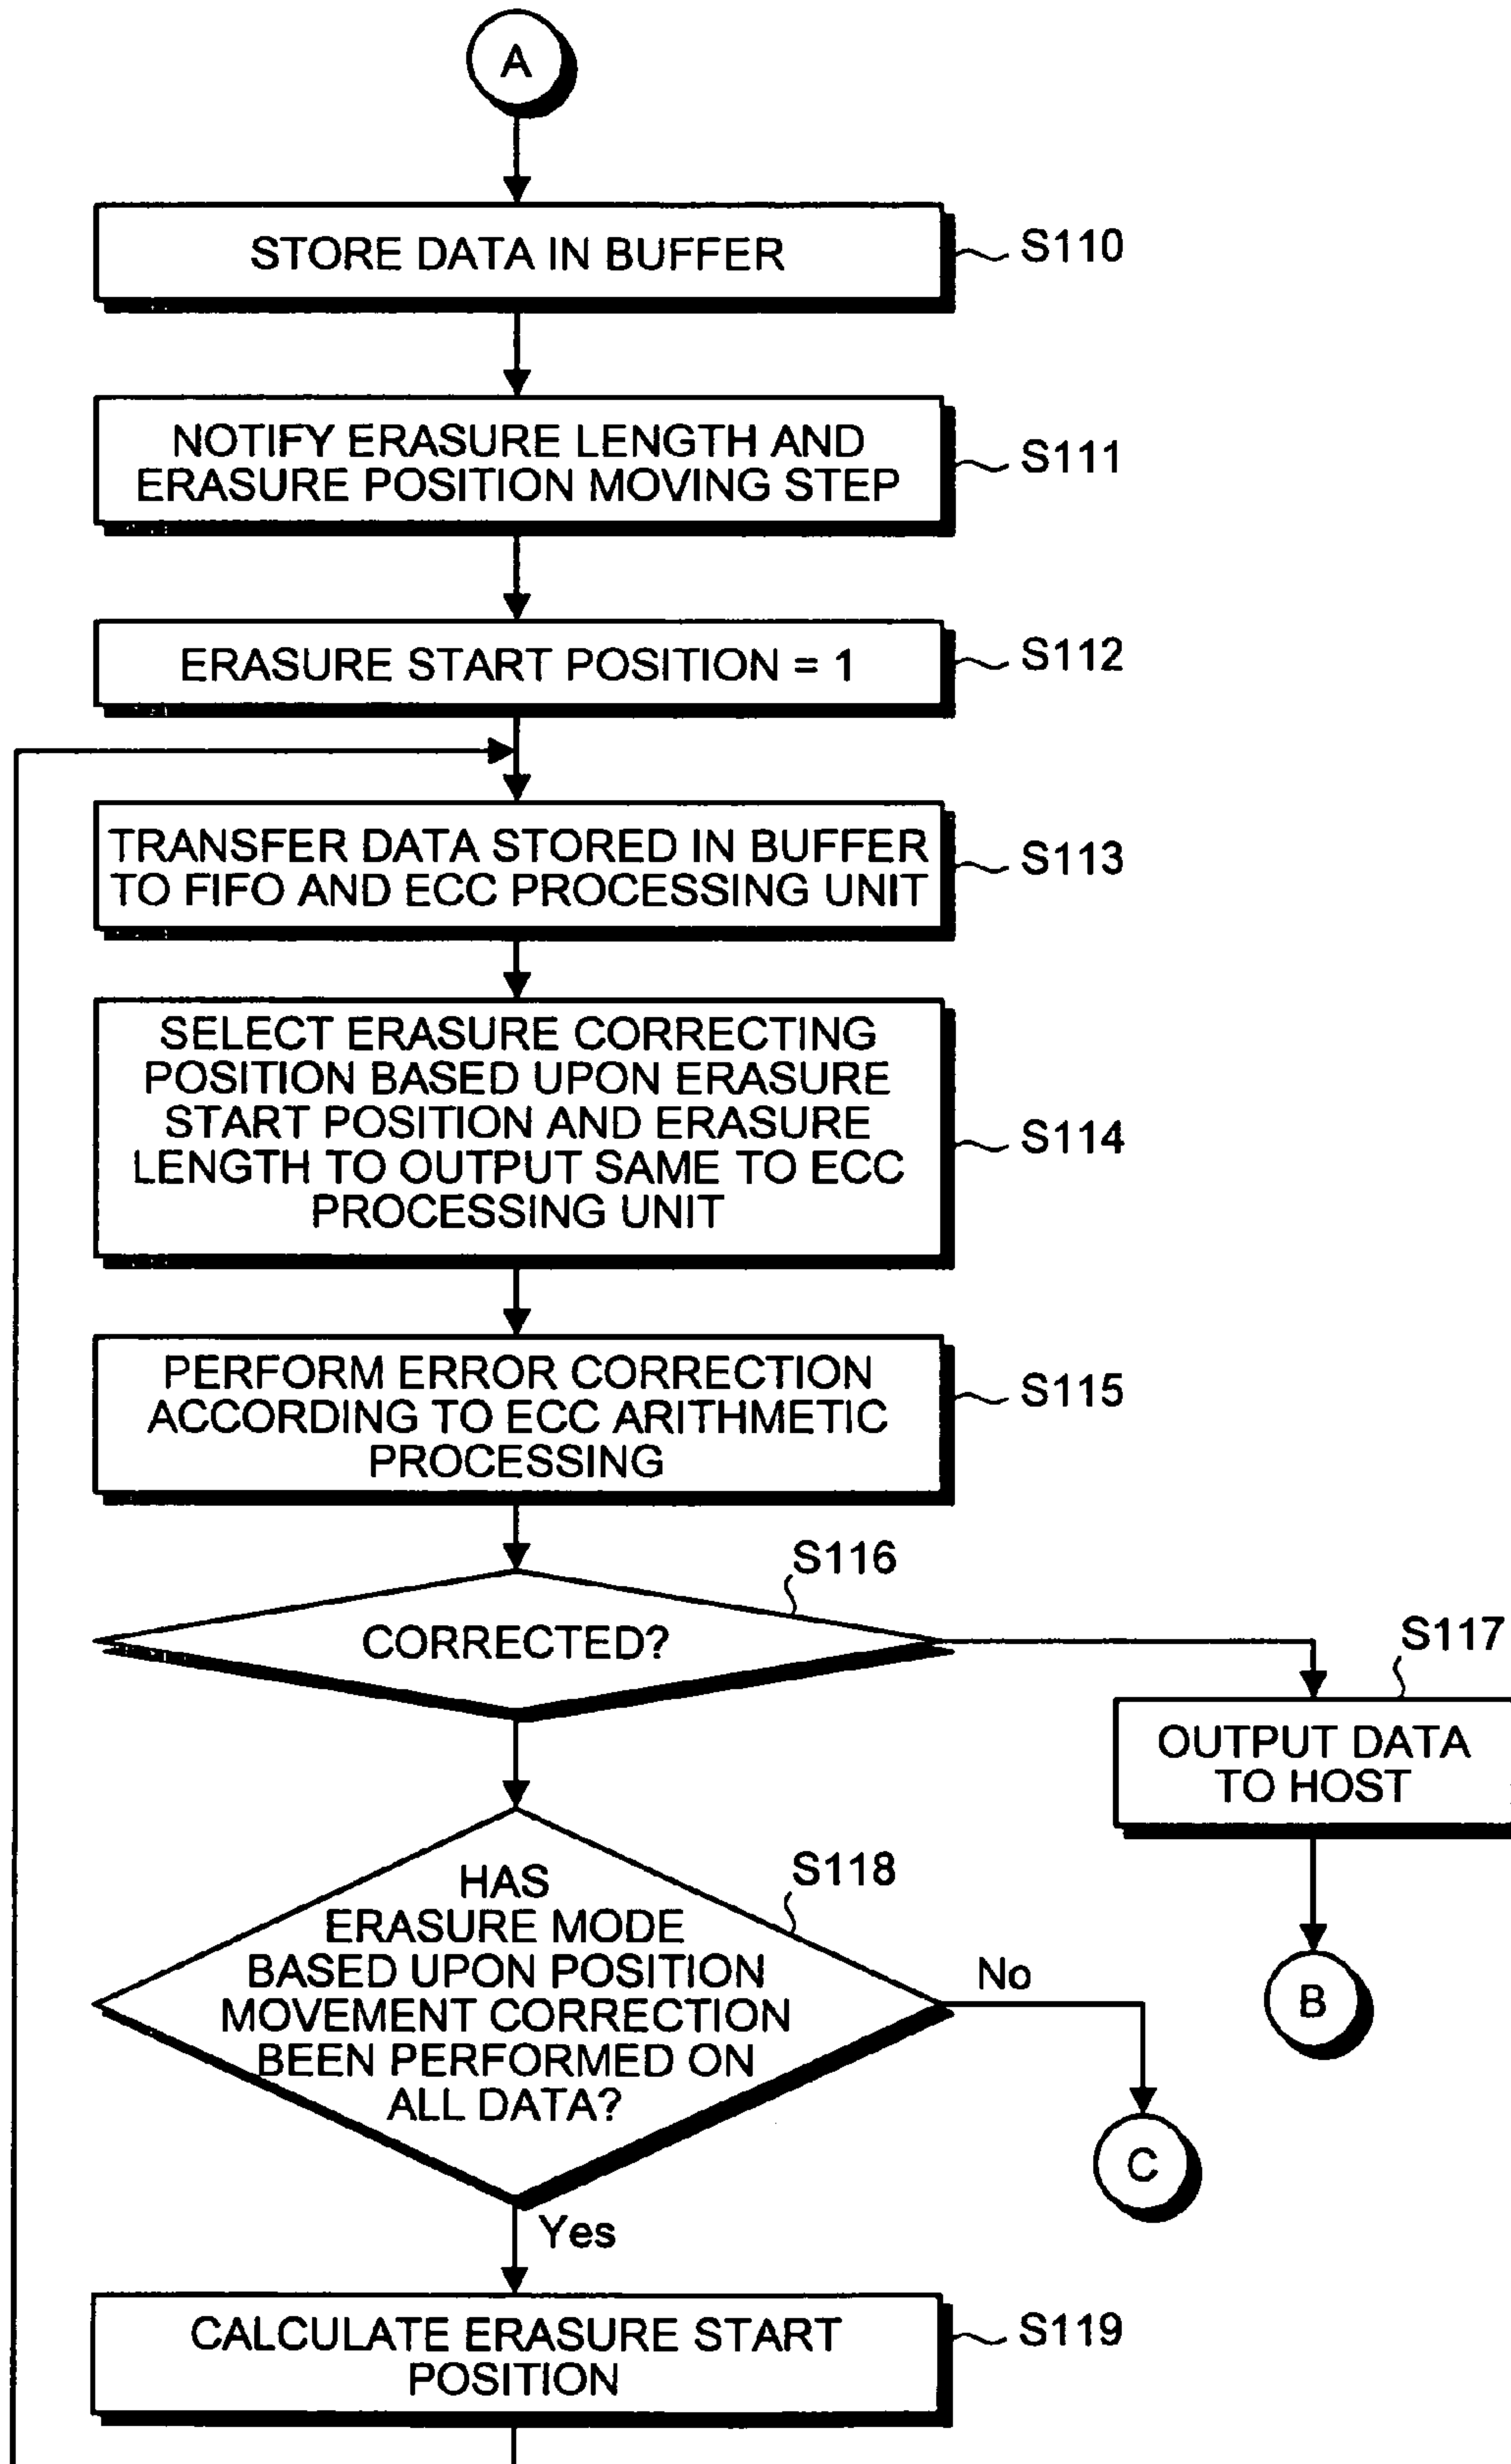 A
STORE DATA IN BUFFER
S110
NOTIFY ERASURE LENGTH AND
ERASURE POSITION MOVING STEP
S111
ERASURE START POSITION = 1
S112
TRANSFER DATA STORED IN BUFFER
TO FIFO AND ECC PROCESSING UNIT
S113
SELECT ERASURE CORRECTING
POSITION BASED UPON ERASURE
START POSITION AND ERASURE
LENGTH TO OUTPUT SAME TO ECC
PROCESSING UNIT
S114
PERFORM ERROR CORRECTION
ACCORDING TO ECC ARITHMETIC
PROCESSING
S115
S116
CORRECTED?
S117
OUTPUT DATA
TO HOST
B
S118
HAS
ERASURE MODE
BASED UPON POSITION
MOVEMENT CORRECTION
BEEN PERFORMED ON
ALL DATA?
No
C
Yes
CALCULATE ERASURE START
POSITION
S119